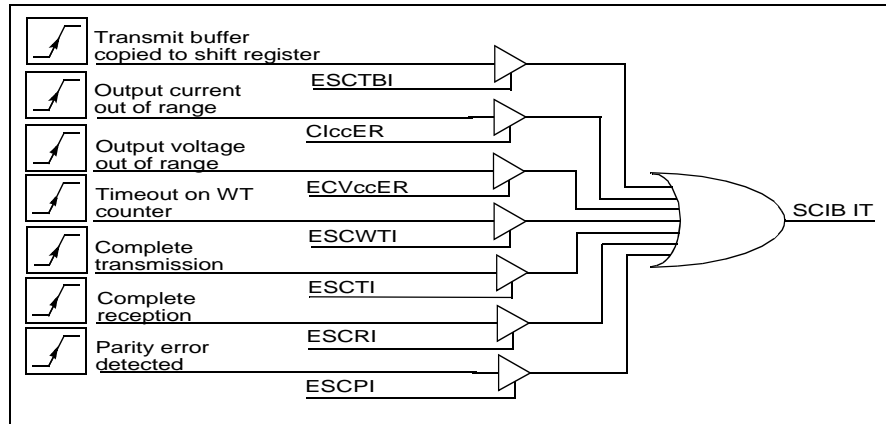 Transmit buffer
copied to shift register
ESCTBI
Output current
out of range
CIccER
Output voltage
out of range
ECVccER
Timeout on WT
counter
ESCWTI
SCIB IT
Complete
transmission
ESCTI
Complete
reception
ESCRI
Parity error
detected
ESCPI